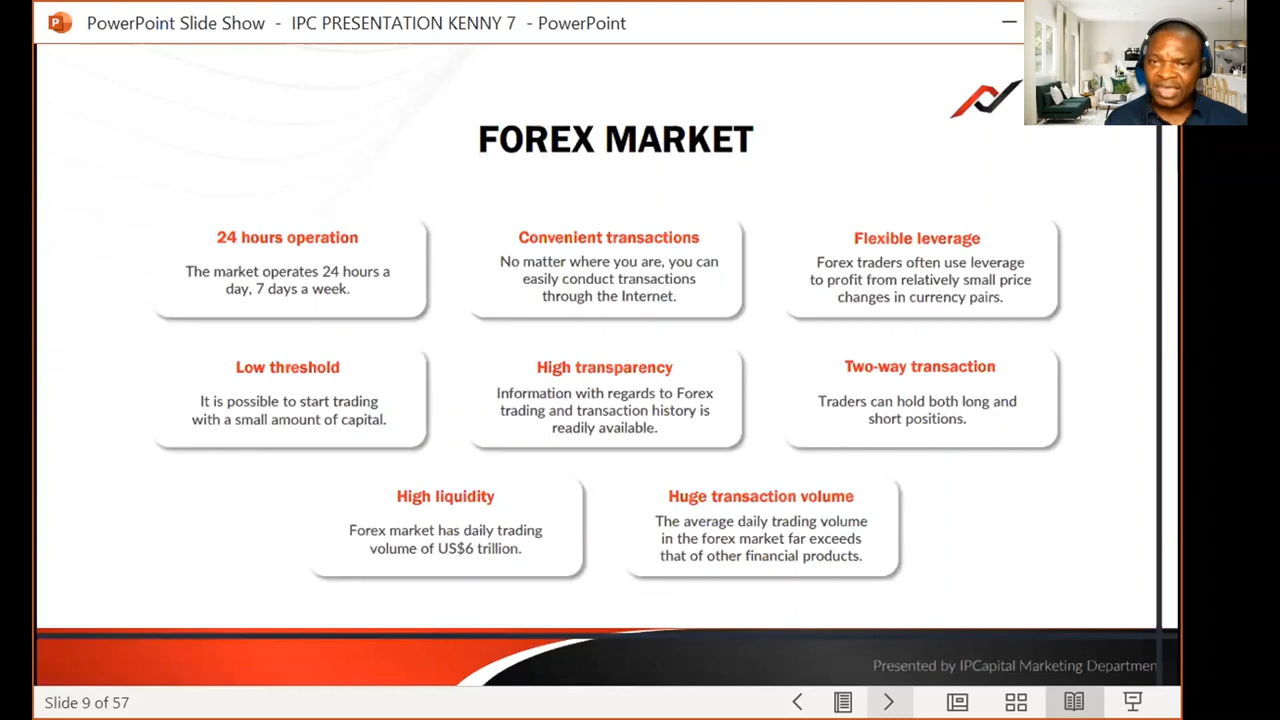 PowerPoint Slide Show - IPC PRESENTATION KENNY 7 - PowerPoint
FOREX MARKET
24 hours operation
The market operates 24 hours a
day, 7 days a week.
Convenient transactions
No matter where you are, you can
easily conduct transactions
through the Internet.
Flexible leverage
Forex traders often use leverage
to profit from relatively small price
changes in currency pairs.
Low threshold
It is possible to start trading
with a small amount of capital.
High transparency
Information with regards to Forex
trading and transaction history is
readily available.
Two-way transaction
Traders can hold both long and
short positions.
High liquidity
Forex market has daily trading
volume of US$6 trillion.
Huge transaction volume
The average daily trading volume
in the forex market far exceeds
that of other financial products.
Presented by IPCapital Marketing Departmen
Slide 9 of 57